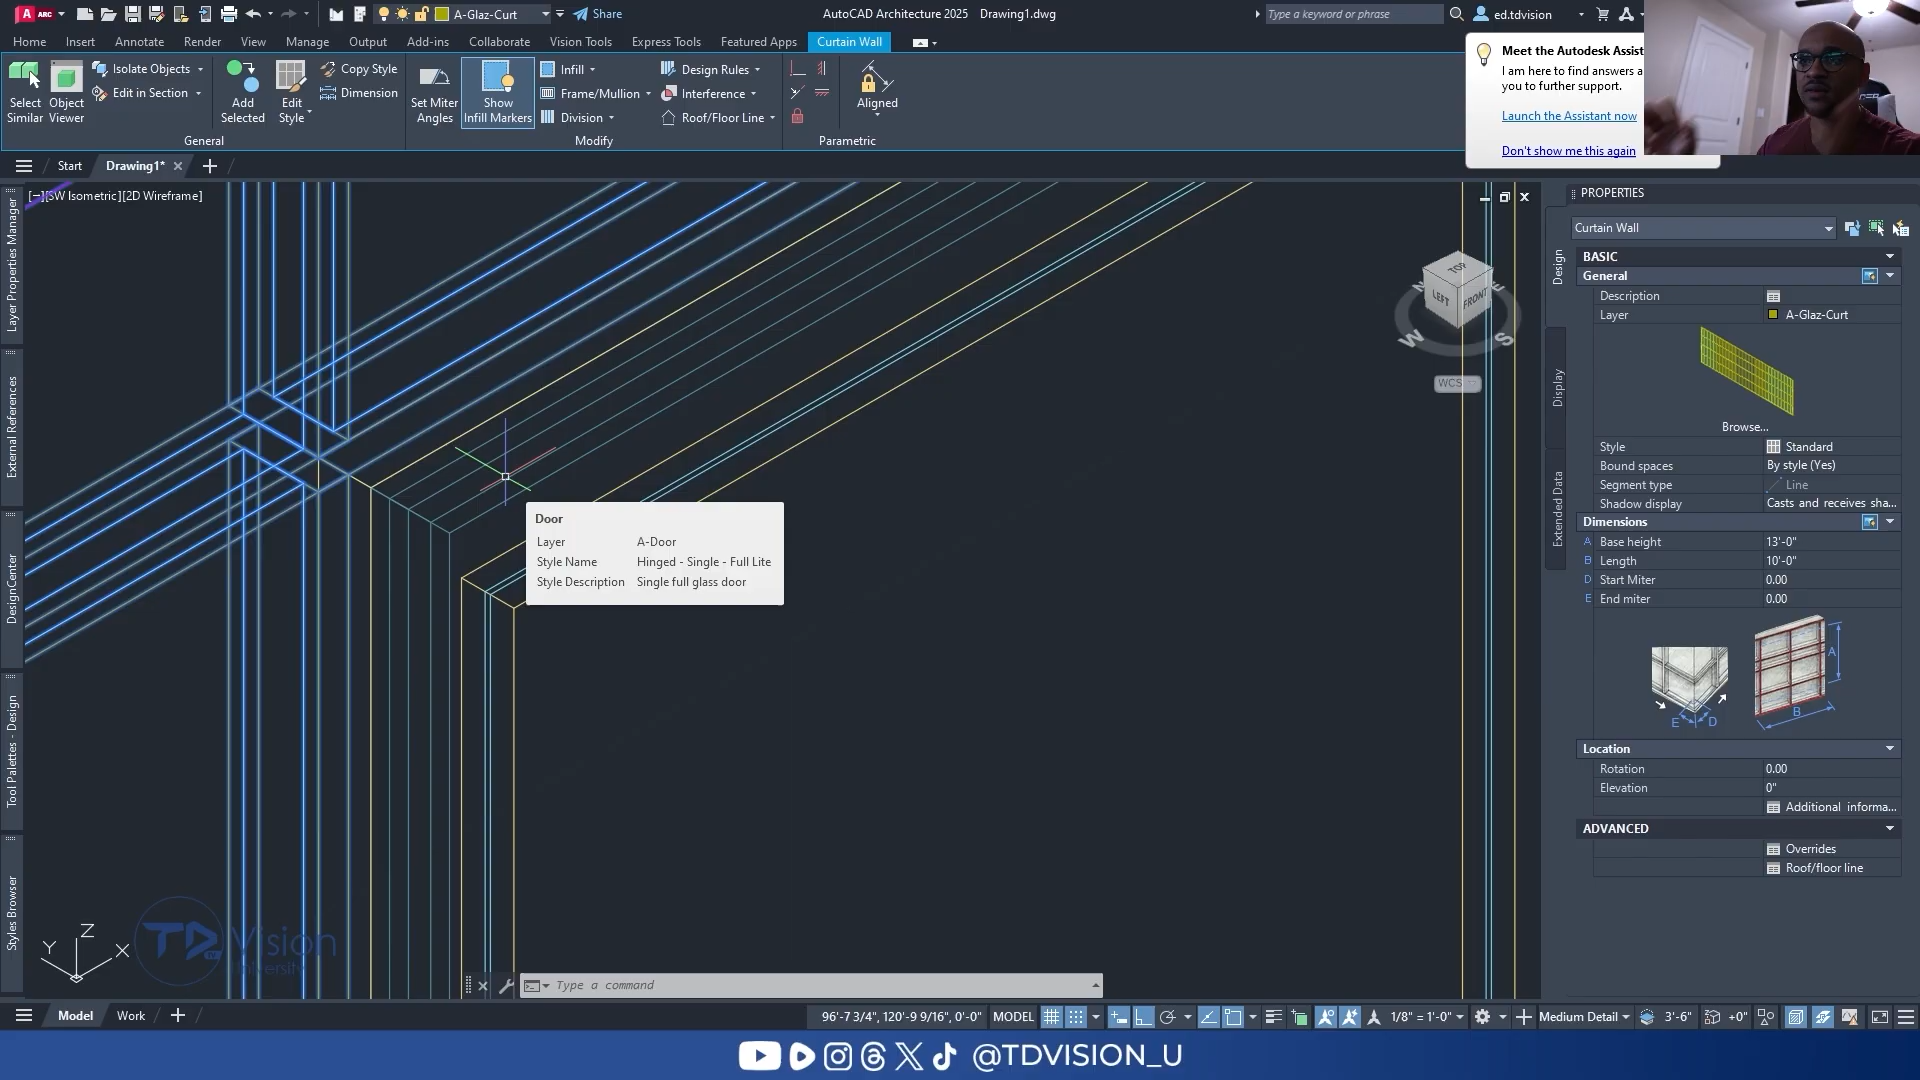 ARC
A-Glaz-Curt
Share
AutoCAD Architecture 2025 Drawing1.dwg
Type a keyword or phrase
ed.tdvision
Home Insert Annotate Render View Manage Output Add-ins Collaborate Vision Tools Express Tools Featured Apps Curtain Wall
Select Similar
Object Viewer
Isolate Objects
Edit in Section
Add Selected
Edit Style
Copy Style
Dimension
General
Set Miter Angles
Show Infill Markers
Infill
Frame/Mullion
Division
Design Rules
Interference
Roof/Floor Line
Modify
Aligned
Parametric
Meet the Autodesk Assist
I am here to find answers a
you to further support.
Launch the Assistant now
Don't show me this again
Start Drawing1*
[–][SW Isometric][2D Wireframe]
Layer Properties Manager
External References
DesignCenter
Tool Palettes - Design
Styles Browser
TOP
LEFT FRONT
W S
WCS
Door
Layer A-Door
Style Name Hinged - Single - Full Lite
Style Description Single full glass door
Z
Y X
TD Vision
University
Type a command
PROPERTIES
Design
Display
Extended Data
Curtain Wall
BASIC
General
Description
Layer A-Glaz-Curt
Browse...
Style Standard
Bound spaces By style (Yes)
Segment type Line
Shadow display Casts and receives sha...
Dimensions
A Base height 13'-0"
B Length 10'-0"
D Start Miter 0.00
E End miter 0.00
A
E D B
Location
Rotation 0.00
Elevation 0"
Additional informa...
ADVANCED
Overrides
Roof/floor line
Model Work
96'-7 3/4", 120'-9 9/16", 0'-0" MODEL 1/8" = 1'-0" Medium Detail 3'-6" +0"
@TDVISION_U